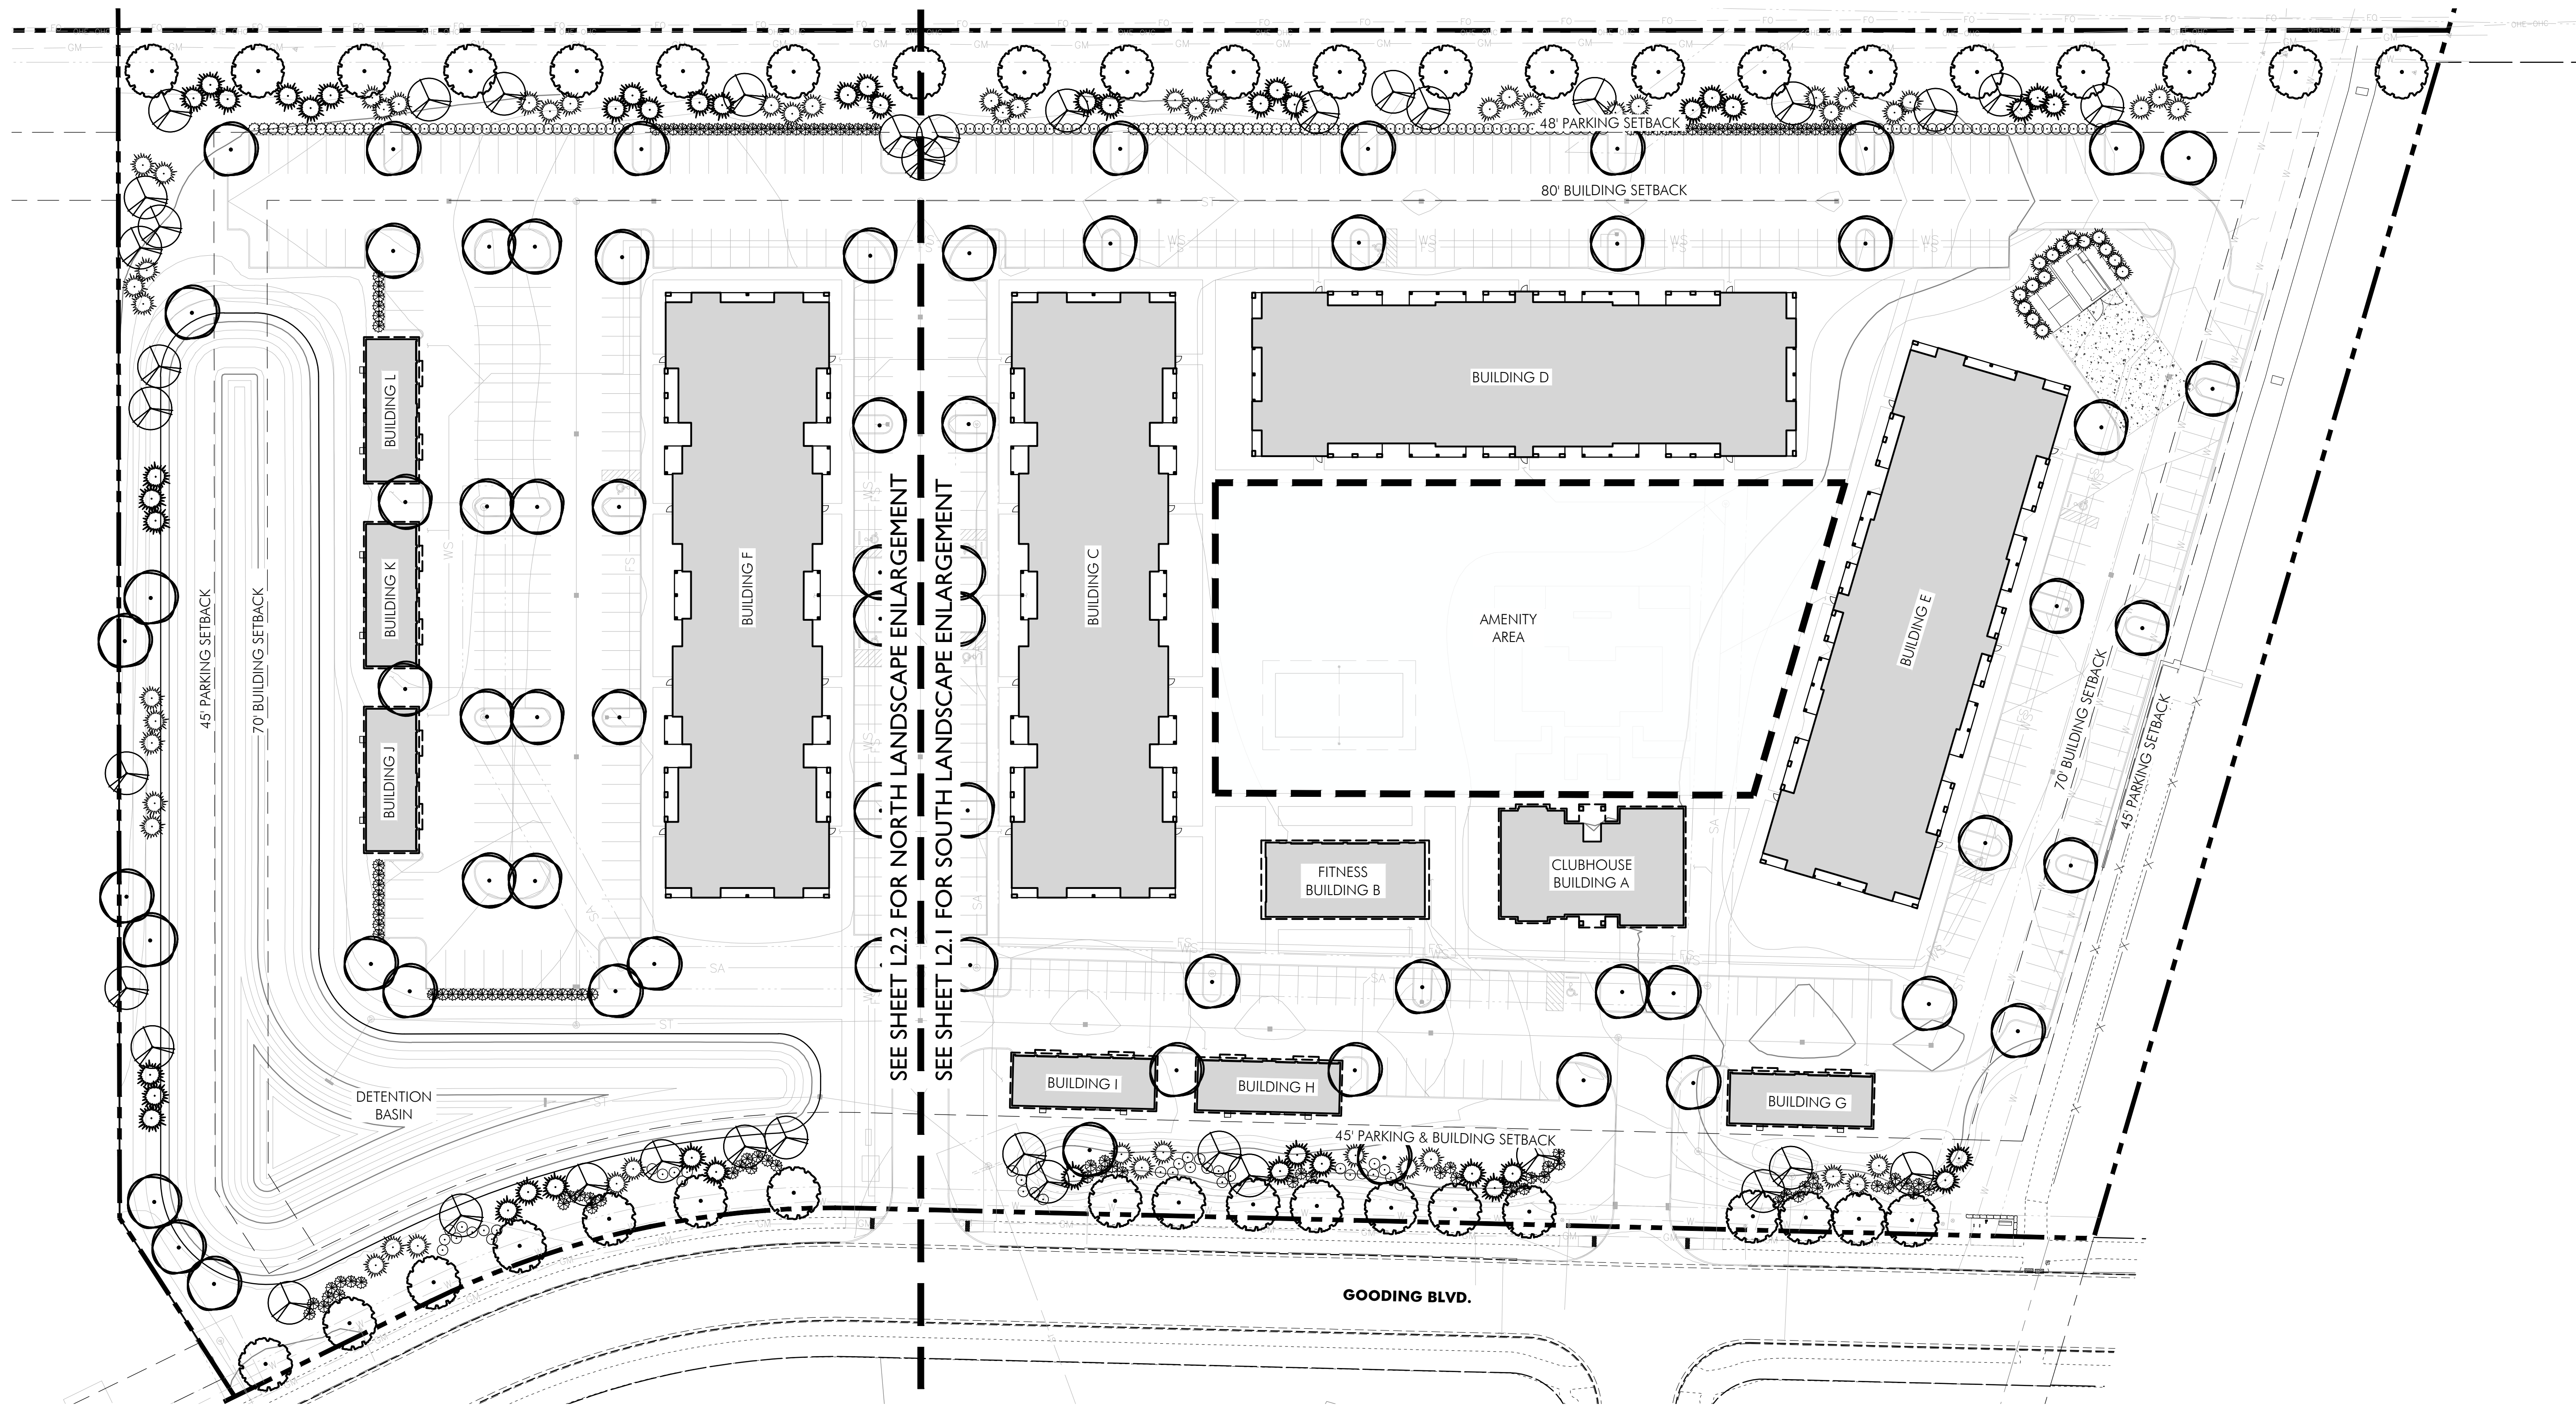 48' PARKING SETBACK
80' BUILDING SETBACK
BUILDING L
BUILDING D
BUILDING K
BUILDING F
BUILDING C
AMENITY
AREA
BUILDING E
45' PARKING SETBACK
70' BUILDING SETBACK
SEE SHEET L2.2 FOR NORTH LANDSCAPE ENLARGEMENT
SEE SHEET L2.1 FOR SOUTH LANDSCAPE ENLARGEMENT
70' BUILDING SETBACK
45' PARKING SETBACK
BUILDING J
FITNESS
BUILDING B
CLUBHOUSE
BUILDING A
DETENTION
BASIN
BUILDING I
BUILDING H
BUILDING G
45' PARKING & BUILDING SETBACK
GOODING BLVD.